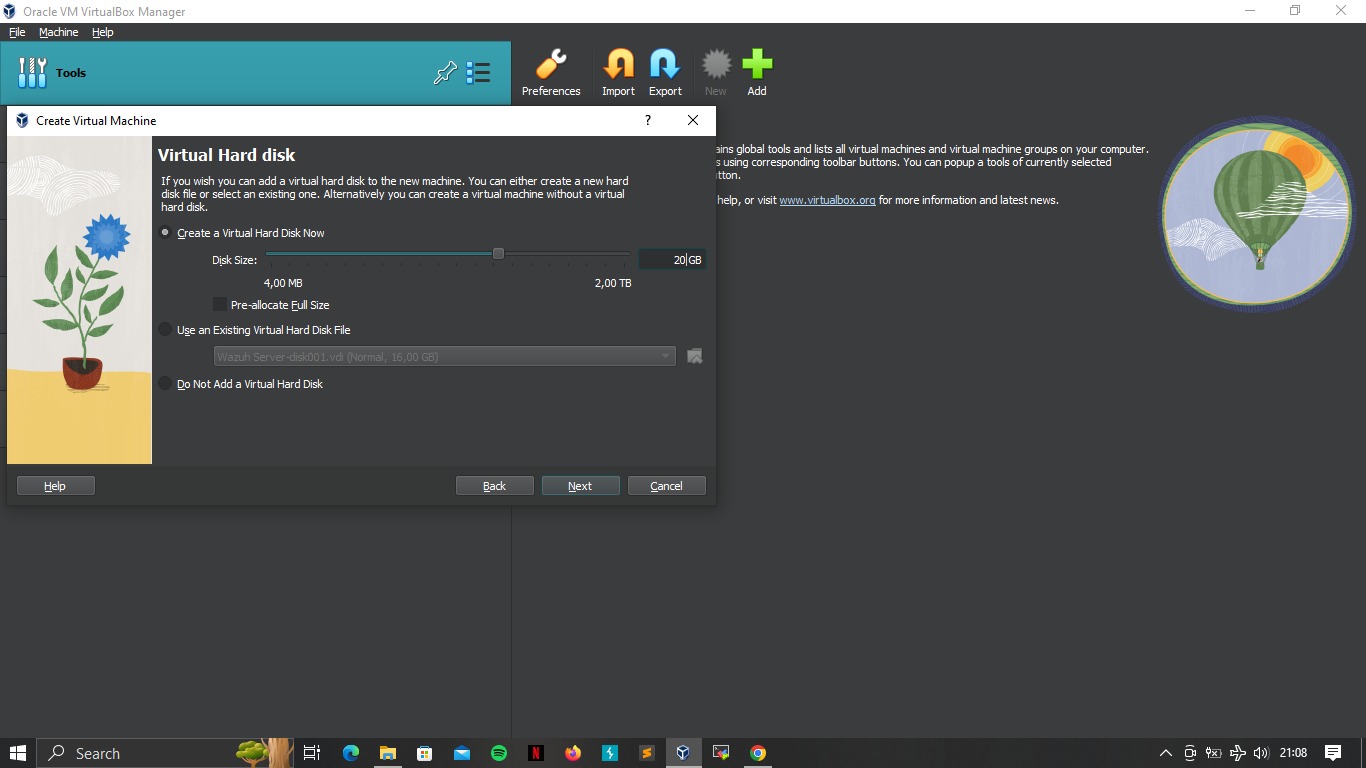 Oracle VM VirtualBox Manager
File Machine Help
Tools
Preferences Import Export New Add
Create Virtual Machine ?
Virtual Hard disk
If you wish you can add a virtual hard disk to the new machine. You can either create a new hard
disk file or select an existing one. Alternatively you can create a virtual machine without a virtual
hard disk.
Create a Virtual Hard Disk Now
Disk Size: 20 GB
4,00 MB 2,00 TB
Pre-allocate Full Size
Use an Existing Virtual Hard Disk File
Wazuh Server-disk001.vdi (Normal, 16,00 GB)
Do Not Add a Virtual Hard Disk
Help Back Next Cancel
ains global tools and lists all virtual machines and virtual machine groups on your computer.
s using corresponding toolbar buttons. You can popup a tools of currently selected
tton.
help, or visit www.virtualbox.org for more information and latest news.
Search
N
21:08